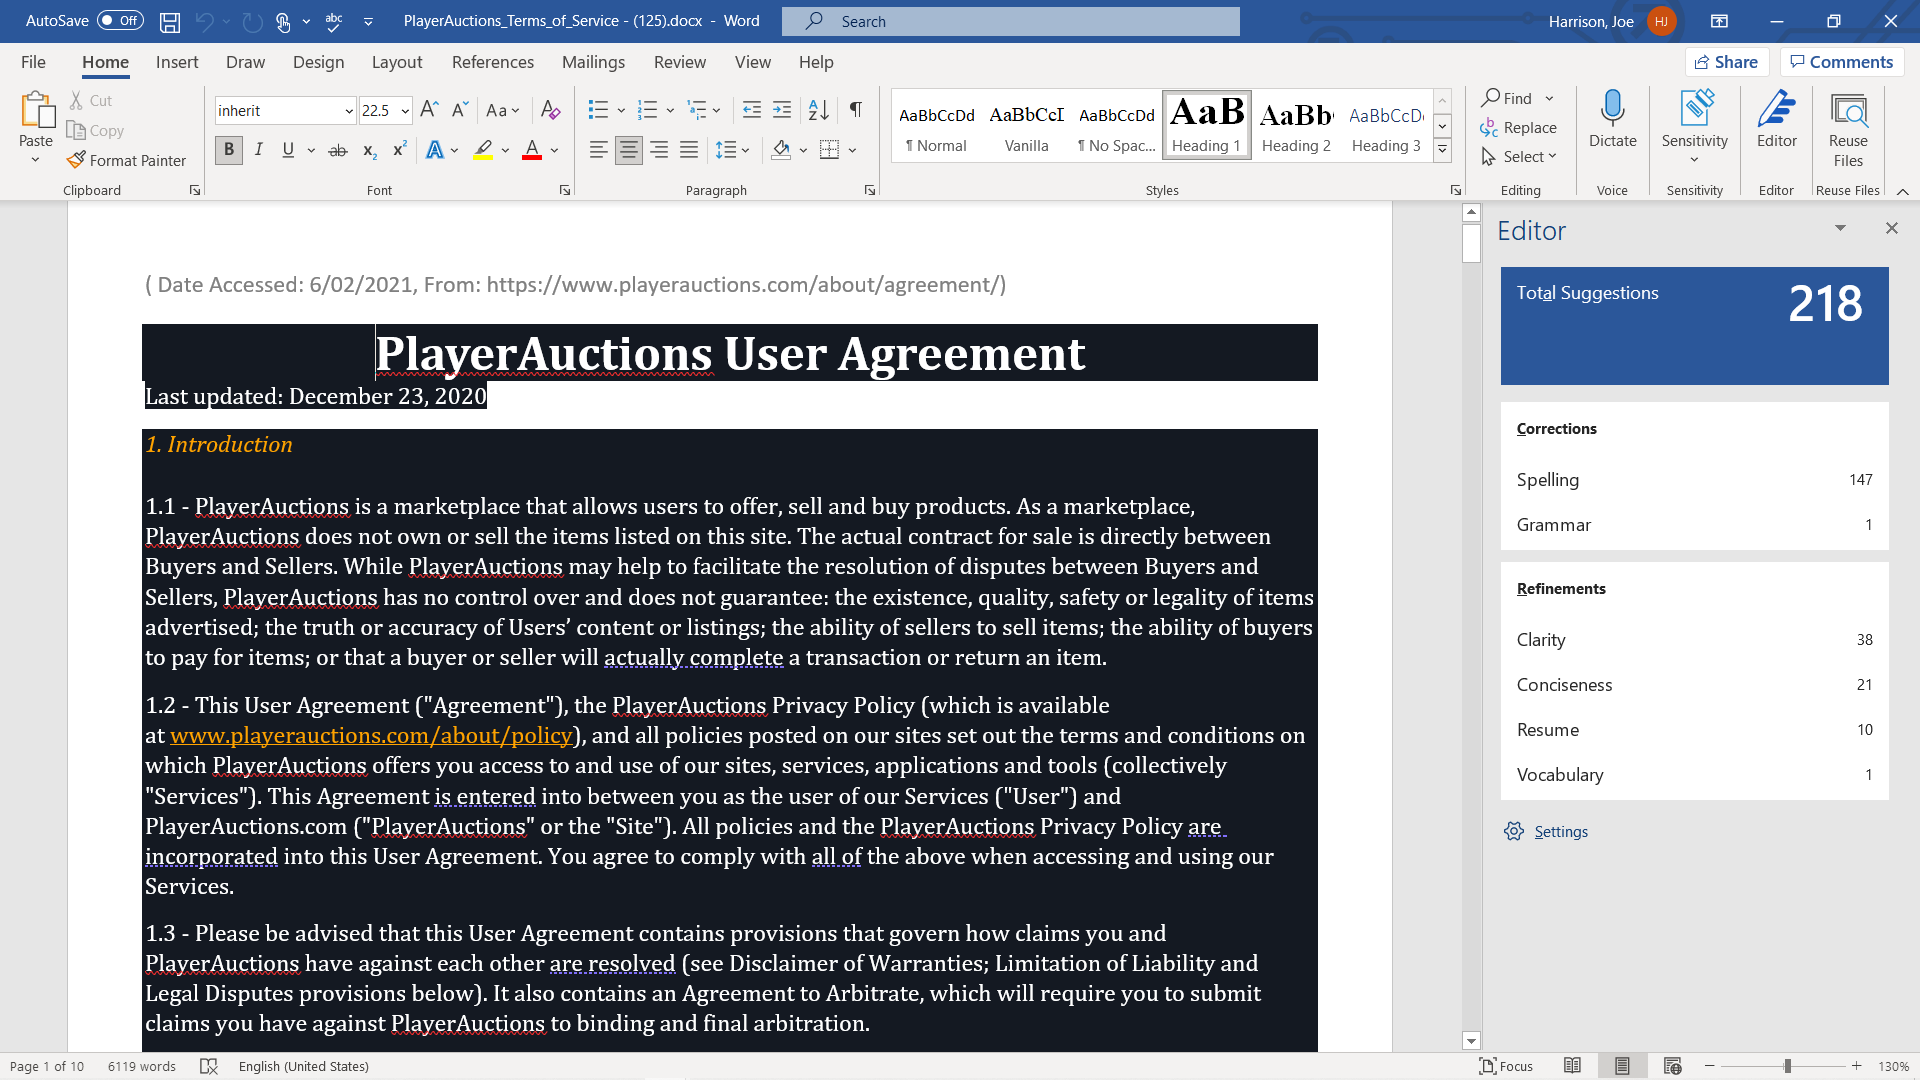 AutoSave Off
PlayerAuctions_Terms_of_Service - (125).docx - Word
Search
Harrison, Joe HJ
File Home Insert Draw Design Layout References Mailings Review View Help
Share Comments
Paste
Cut
Copy
Format Painter
Clipboard
inherit 22.5
Font
Paragraph
AaBbCcDd AaBbCcI AaBbCcDd AaB AaBb AaBbCcD
¶ Normal Vanilla ¶ No Spac... Heading 1 Heading 2 Heading 3
Styles
Find
Replace
Select
Editing
Dictate
Voice
Sensitivity
Sensitivity
Editor
Editor
Reuse
Files
Reuse Files
( Date Accessed: 6/02/2021, From: https://www.playerauctions.com/about/agreement/)
PlayerAuctions User Agreement
Last updated: December 23, 2020
1. Introduction
1.1 - PlayerAuctions is a marketplace that allows users to offer, sell and buy products. As a marketplace,
PlayerAuctions does not own or sell the items listed on this site. The actual contract for sale is directly between
Buyers and Sellers. While PlayerAuctions may help to facilitate the resolution of disputes between Buyers and
Sellers, PlayerAuctions has no control over and does not guarantee: the existence, quality, safety or legality of items
advertised; the truth or accuracy of Users’ content or listings; the ability of sellers to sell items; the ability of buyers
to pay for items; or that a buyer or seller will actually complete a transaction or return an item.
1.2 - This User Agreement ("Agreement"), the PlayerAuctions Privacy Policy (which is available
at www.playerauctions.com/about/policy), and all policies posted on our sites set out the terms and conditions on
which PlayerAuctions offers you access to and use of our sites, services, applications and tools (collectively
"Services"). This Agreement is entered into between you as the user of our Services ("User") and
PlayerAuctions.com ("PlayerAuctions" or the "Site"). All policies and the PlayerAuctions Privacy Policy are
incorporated into this User Agreement. You agree to comply with all of the above when accessing and using our
Services.
1.3 - Please be advised that this User Agreement contains provisions that govern how claims you and
PlayerAuctions have against each other are resolved (see Disclaimer of Warranties; Limitation of Liability and
Legal Disputes provisions below). It also contains an Agreement to Arbitrate, which will require you to submit
claims you have against PlayerAuctions to binding and final arbitration.
Editor
Total Suggestions 218
Corrections
Spelling 147
Grammar 1
Refinements
Clarity 38
Conciseness 21
Resume 10
Vocabulary 1
Settings
Page 1 of 10 6119 words English (United States) Focus 130%